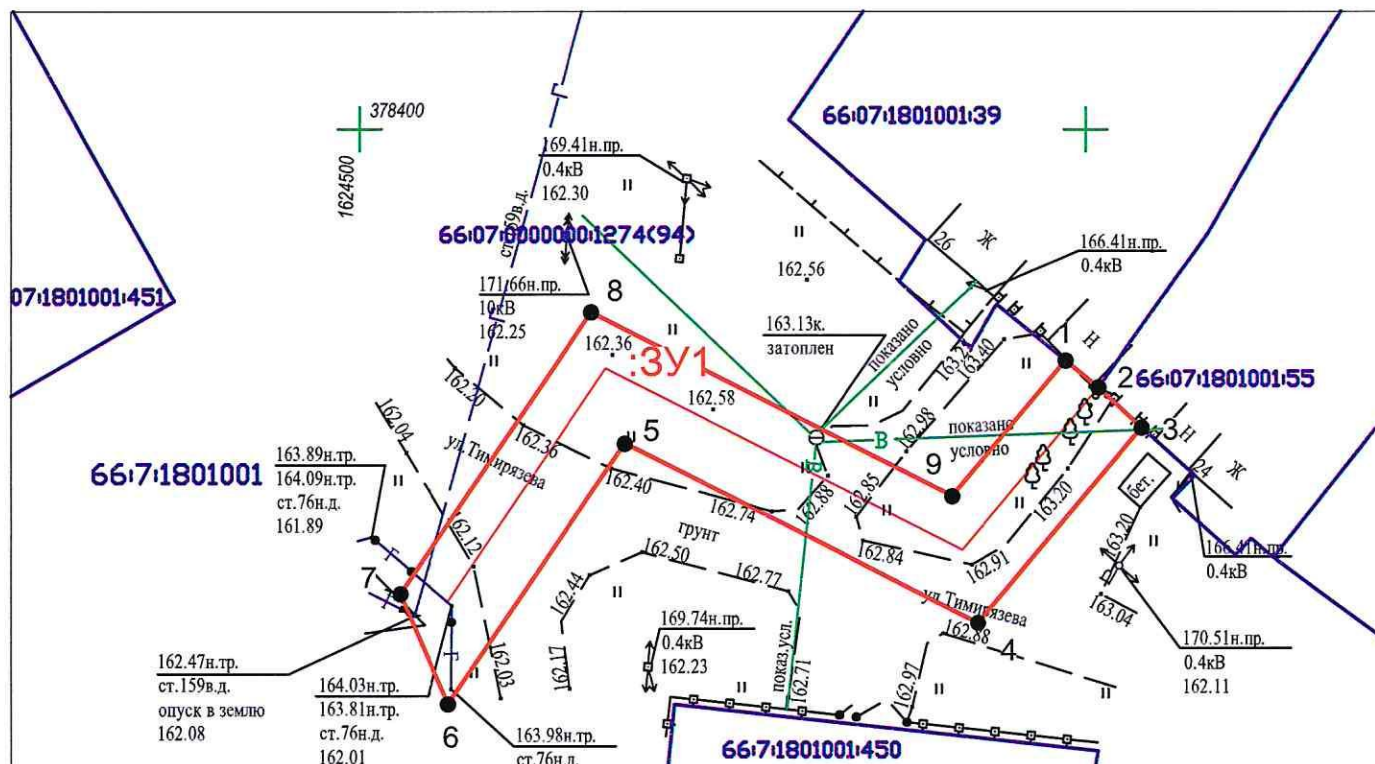 378400
1624500
Г
66:07:1801001:39
169.41н.пр.
0.4кВ
162.30
ст.159в.д.
66:07:0000000:1274(94)
171.66н.пр.
10кВ
162.25
07:1801001:451
162.56
26
Ж
166.41н.пр.
0.4кВ
163.13к.
затоплен
показано
условно
163.40
8
:ЗУ1
162.36
162.58
1
Н
2
66:07:1801001:55
3
Н
24
Ж
162.20
162.04
ул.Тимирязева
162.36
5
162.40
162.74
В
В
162.88
162.98
162.85
показано
условно
9
163.20
бет.
163.20
66:7:1801001
163.89н.тр.
164.09н.тр.
ст.76н.д.
161.89
162.12
грунт
162.50
162.77
162.44
162.84
162.91
166.41н.пр.
0.4кВ
7
Г
Г
Г
ул.Тимирязева
162.88
4
163.04
170.51н.пр.
0.4кВ
162.11
169.74н.пр.
0.4кВ
162.23
показ.усл.
162.71
162.97
162.17
162.03
162.47н.тр.
ст.159в.д.
опуск в землю
162.08
164.03н.тр.
163.81н.тр.
ст.76н.д.
162.01
6
163.98н.тр.
ст.76н.д.
66:7:1801001:450